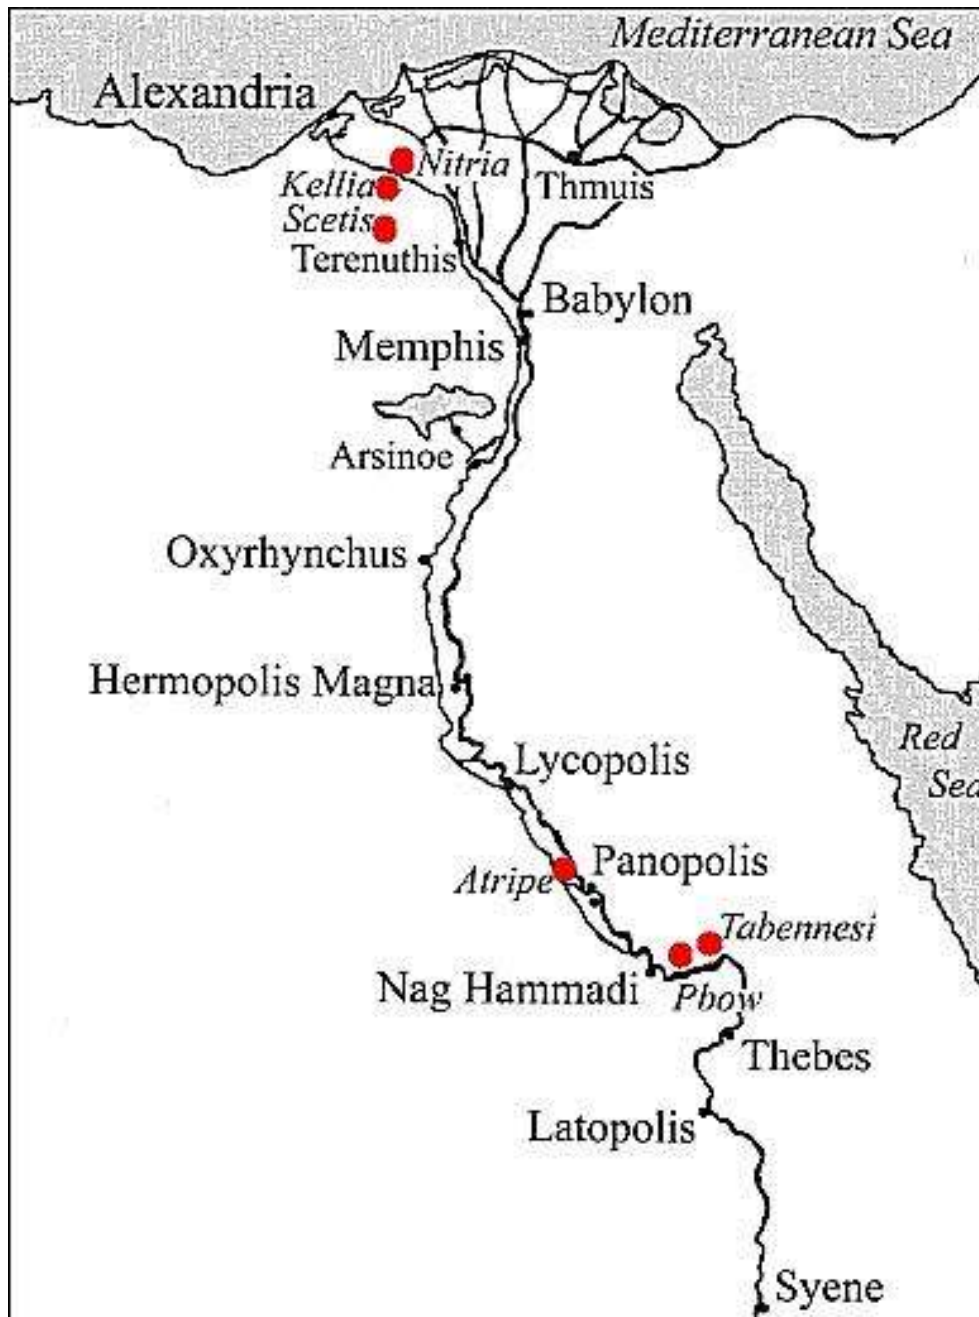 Mediterranean Sea
Alexandria
Nitria
Kellia
Thmuis
Scetis
Terenuthis
Babylon
Memphis
Arsinoe
Oxyrhynchus
Hermopolis Magna
Red
Sea
Lycopolis
Panopolis
Atripe
Tabennesi
Nag Hammadi
Pbow
Thebes
Latopolis
Syene